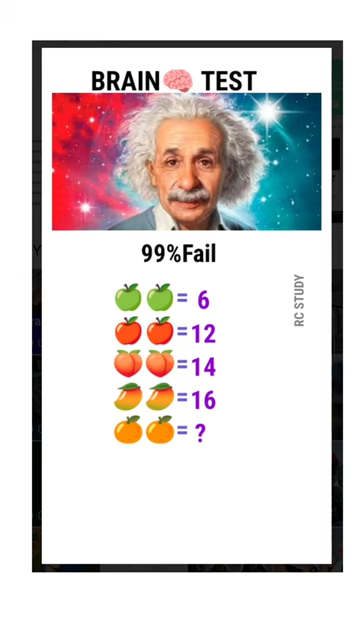 BRAIN🧠 TEST
99%Fail
RC STUDY
🍏🍏= 6
🍎🍎=12
🍑🍑=14
🥭🥭=16
🍊🍊= ?